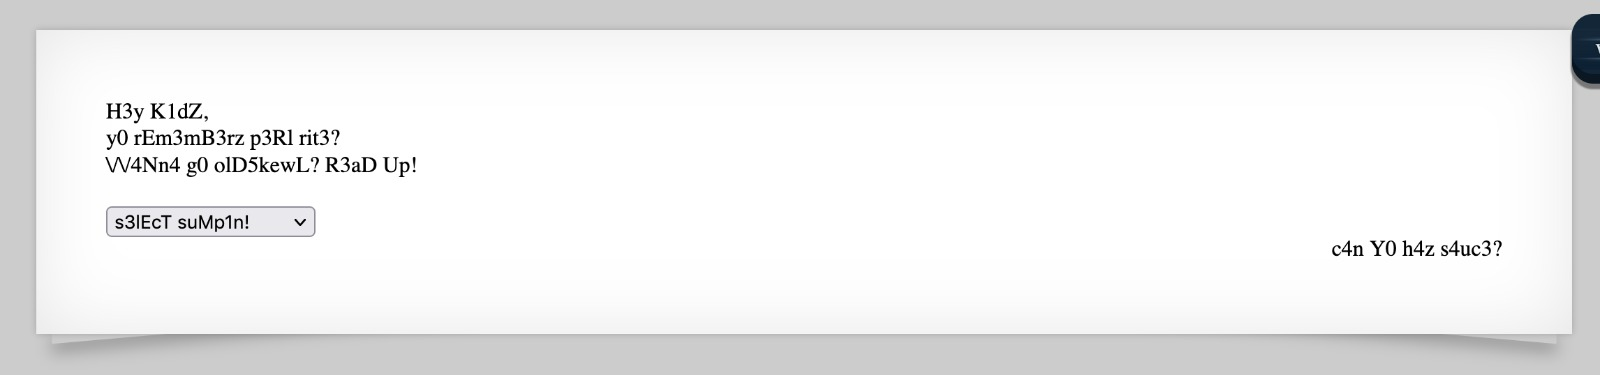 H3y K1dZ,
y0 rEm3mB3rz p3Rl rit3?
\/\/4Nn4 g0 olD5kewL? R3aD Up!
s3lEcT suMp1n!
c4n Y0 h4z s4uc3?